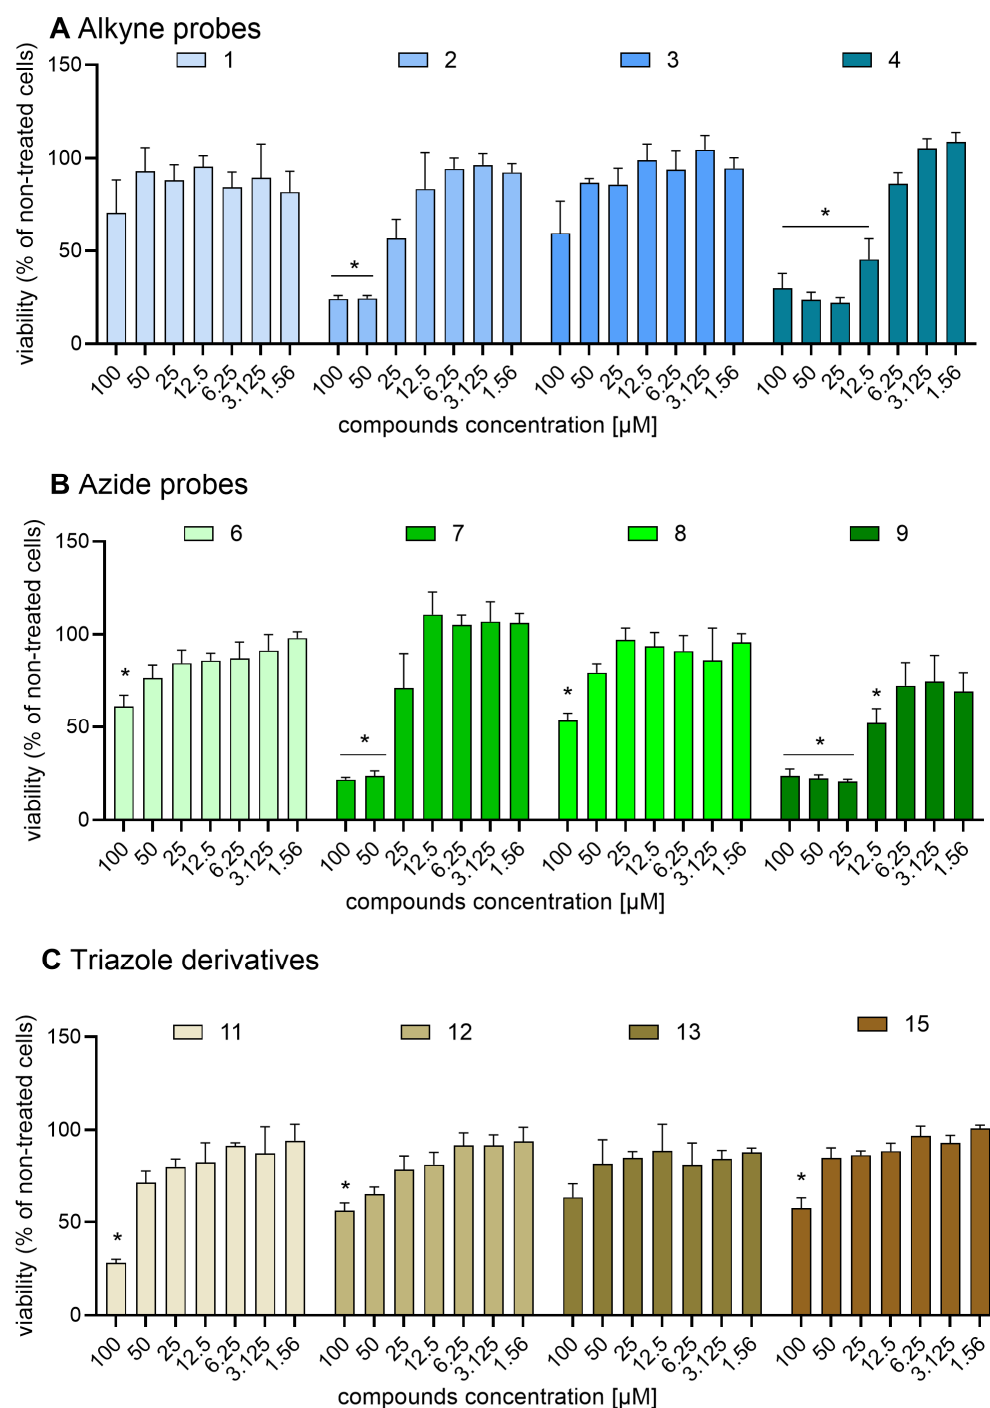 A Alkyne probes
1 2 3 4
viability (% of non-treated cells)
150
100
50
0
* *
100 50 25 12.5 6.25 3.125 1.56 100 50 25 12.5 6.25 3.125 1.56 100 50 25 12.5 6.25 3.125 1.56 100 50 25 12.5 6.25 3.125 1.56
compounds concentration [µM]
B Azide probes
6 7 8 9
viability (% of non-treated cells)
150
100
50
0
* * * * *
100 50 25 12.5 6.25 3.125 1.56 100 50 25 12.5 6.25 3.125 1.56 100 50 25 12.5 6.25 3.125 1.56 100 50 25 12.5 6.25 3.125 1.56
compounds concentration [µM]
C Triazole derivatives
11 12 13 15
viability (% of non-treated cells)
150
100
50
0
* * *
100 50 25 12.5 6.25 3.125 1.56 100 50 25 12.5 6.25 3.125 1.56 100 50 25 12.5 6.25 3.125 1.56 100 50 25 12.5 6.25 3.125 1.56
compounds concentration [µM]